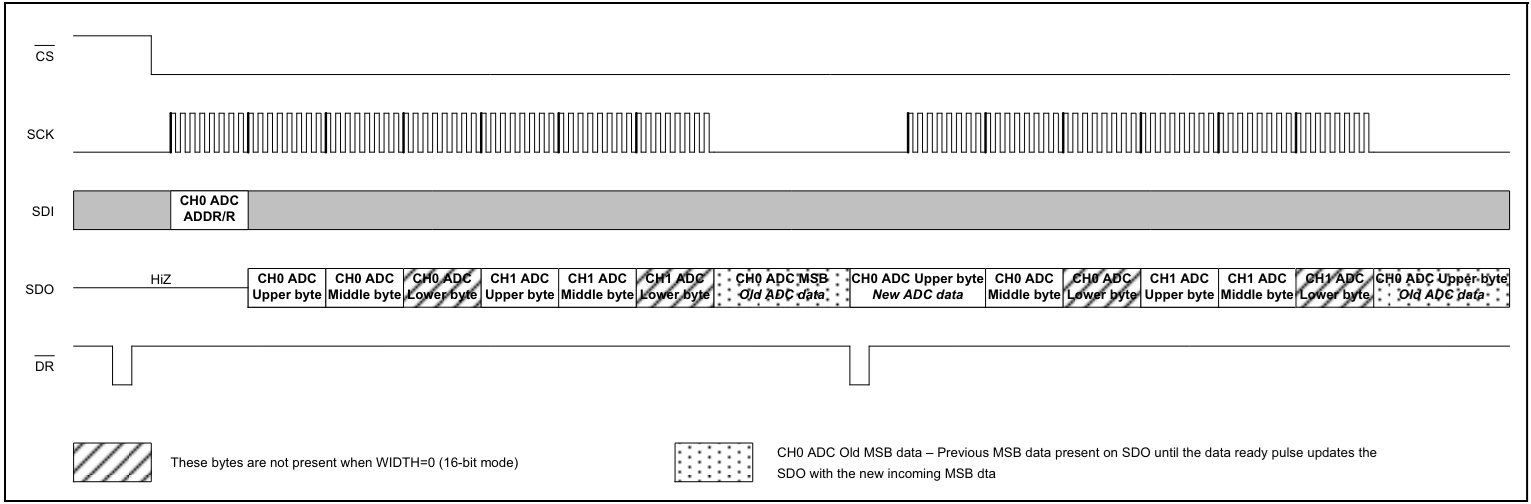 CS
SCK
SDI
CH0 ADC
ADDR/R
SDO
HiZ
CH0 ADC
Upper byte
CH0 ADC
Middle byte
CH0 ADC
Lower byte
CH1 ADC
Upper byte
CH1 ADC
Middle byte
CH1 ADC
Lower byte
CH0 ADC MSB
Old ADC data
CH0 ADC Upper byte
New ADC data
CH0 ADC
Middle byte
CH0 ADC
Lower byte
CH1 ADC
Upper byte
CH1 ADC
Middle byte
CH1 ADC
Lower byte
CH0 ADC Upper byte
Old ADC data
DR
These bytes are not present when WIDTH=0 (16-bit mode)
CH0 ADC Old MSB data – Previous MSB data present on SDO until the data ready pulse updates the
SDO with the new incoming MSB dta